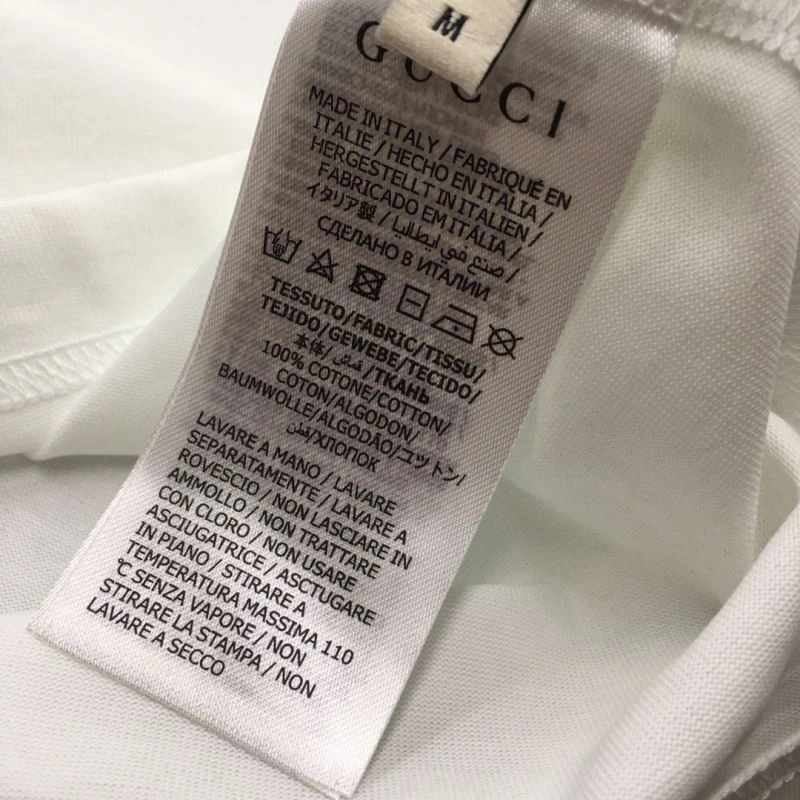 M
GUCCI
MADE IN ITALY / FABRIQUÉ EN
ITALIE / HECHO EN ITALIA /
HERGESTELLT IN ITALIEN /
FABRICADO EM ITÁLIA /
イタリア製 / صنع في ايطاليا /
СДЕЛАНО В ИТАЛИИ
TESSUTO/FABRIC/TISSU/
TEJIDO/GEWEBE/TECIDO/
本体/قماش/ТКАНЬ
100% COTONE/COTTON/
COTON/ALGODON/
BAUMWOLLE/ALGODÃO/ユットン/
قطن/ХЛОПОК
LAVARE A MANO / LAVARE
SEPARATAMENTE / LAVARE A
ROVESCIO / NON LASCIARE IN
AMMOLLO / NON TRATTARE
CON CLORO / NON USARE
ASCIUGATRICE / ASCTUGARE
IN PIANO / STIRARE A
TEMPERATURA MASSIMA 110
℃ SENZA VAPORE / NON
STIRARE LA STAMPA / NON
LAVARE A SECCO